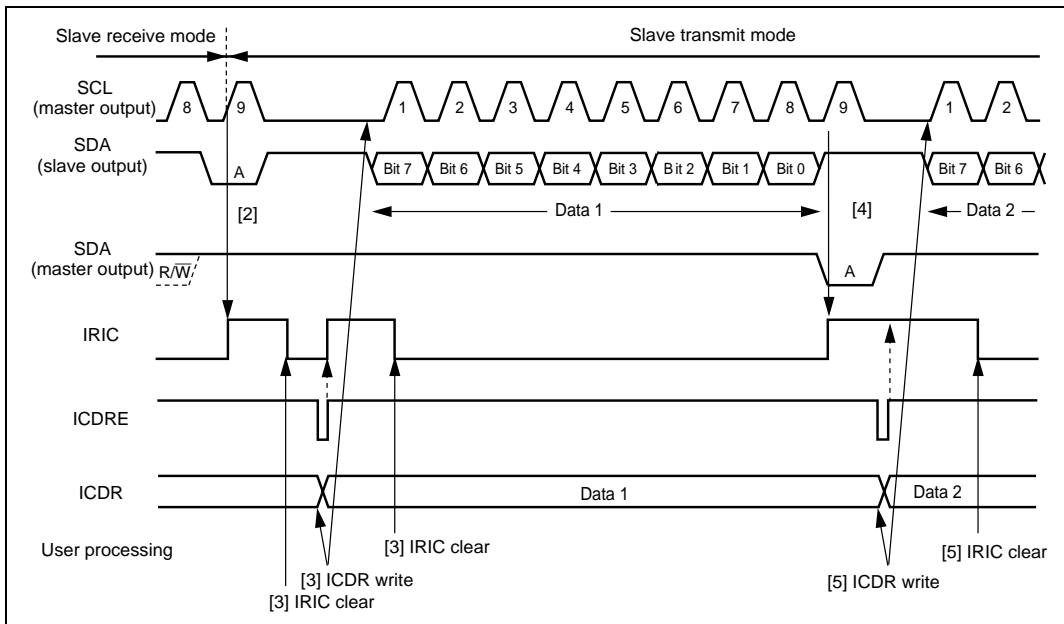 Slave receive mode
Slave transmit mode
SCL
(master output)
8 9 1 2 3 4 5 6 7 8 9 1 2
SDA
(slave output)
A
Bit 7 Bit 6 Bit 5 Bit 4 Bit 3 Bit 2 Bit 1 Bit 0 Bit 7 Bit 6
[2]
Data 1
[4]
Data 2
SDA
(master output)
R/W̅
A
IRIC
ICDRE
ICDR
Data 1
Data 2
User processing
[3] IRIC clear
[5] IRIC clear
[3] ICDR write
[5] ICDR write
[3] IRIC clear